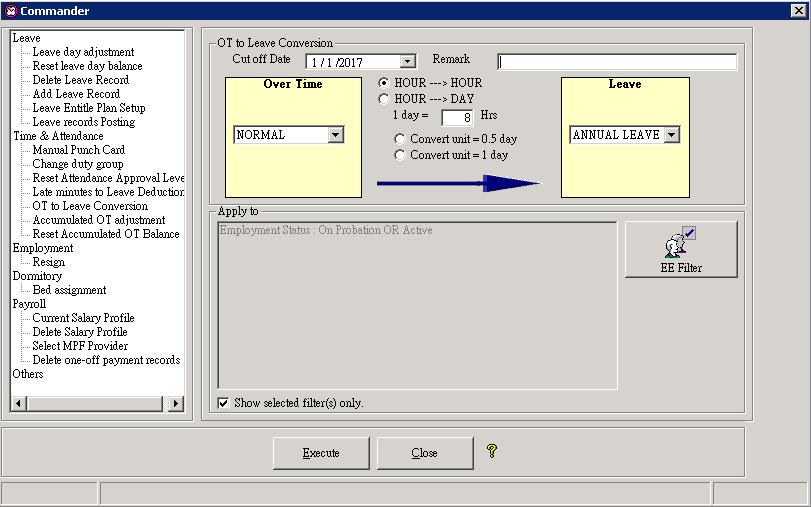 Commander
Leave
Leave day adjustment
Reset leave day balance
Delete Leave Record
Add Leave Record
Leave Entitle Plan Setup
Leave records Posting
Time & Attendance
Manual Punch Card
Change duty group
Reset Attendance Approval Leve
Late minutes to Leave Deduction
OT to Leave Conversion
Accumulated OT adjustment
Reset Accumulated OT Balance
Employment
Resign
Dormitory
Bed assignment
Payroll
Current Salary Profile
Delete Salary Profile
Select MPF Provider
Delete one-off payment records
Others
OT to Leave Conversion
Cut off Date 1 / 1 /2017 Remark
Over Time
NORMAL
HOUR ---> HOUR
HOUR ---> DAY
1 day = 8 Hrs
Convert unit = 0.5 day
Convert unit = 1 day
Leave
ANNUAL LEAVE
Apply to
Employment Status : On Probation OR Active
EE Filter
Show selected filter(s) only.
Execute Close ?